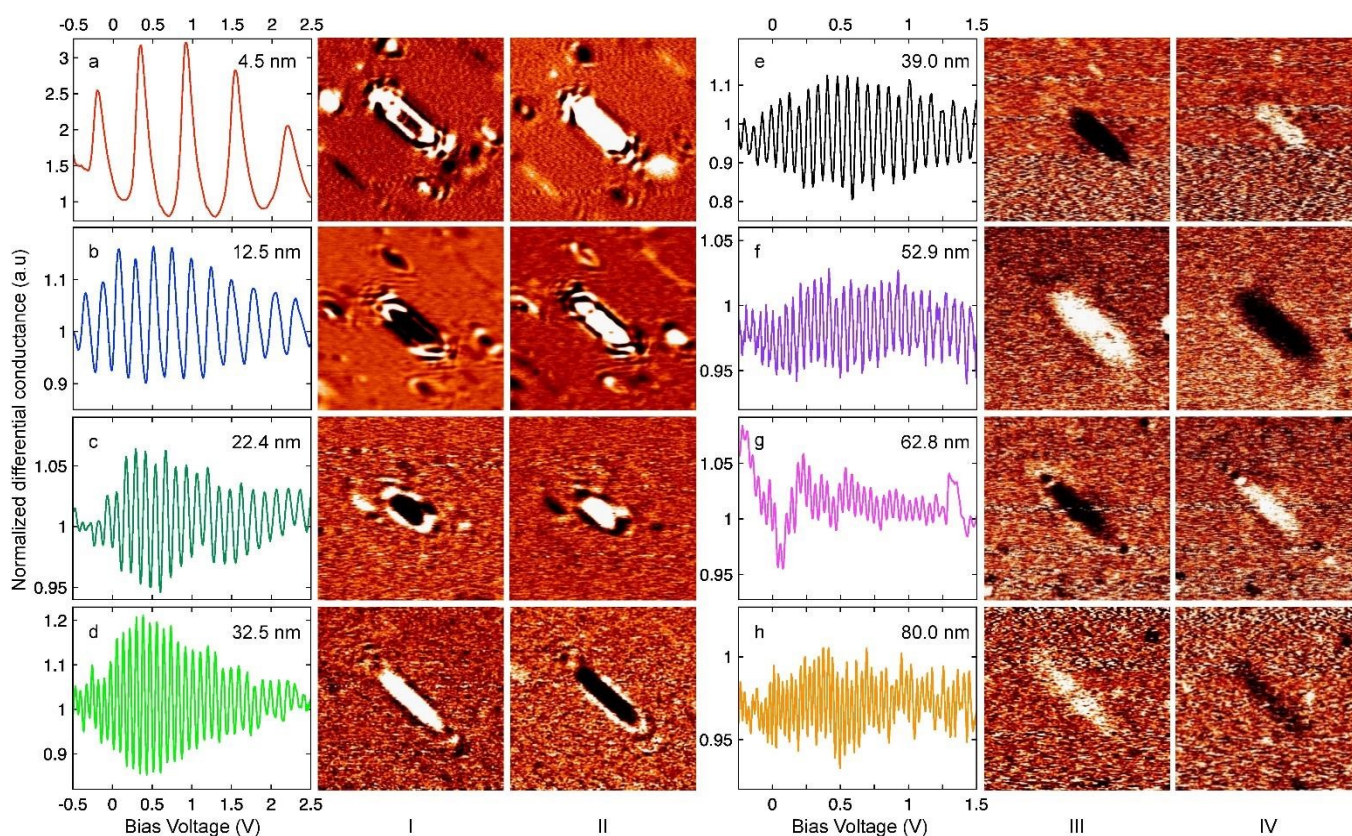 -0.5 0 0.5 1.0 1.5 2.5
0 0.5 1 1.5
Normalized differential conductance (a.u)
a 4.5 nm
3
2.5
2
1.5
1
e 39.0 nm
1.1
1
0.9
0.8
b 12.5 nm
1.1
1
0.9
f 52.9 nm
1.05
1
0.95
c 22.4 nm
1.05
1
0.95
g 62.8 nm
1.05
1
0.95
d 32.5 nm
1.2
1.1
1
0.9
h 80.0 nm
1
0.95
-0.5 0 0.5 1 1.5 2 2.5
0 0.5 1 1.5
Bias Voltage (V) I II Bias Voltage (V) III IV